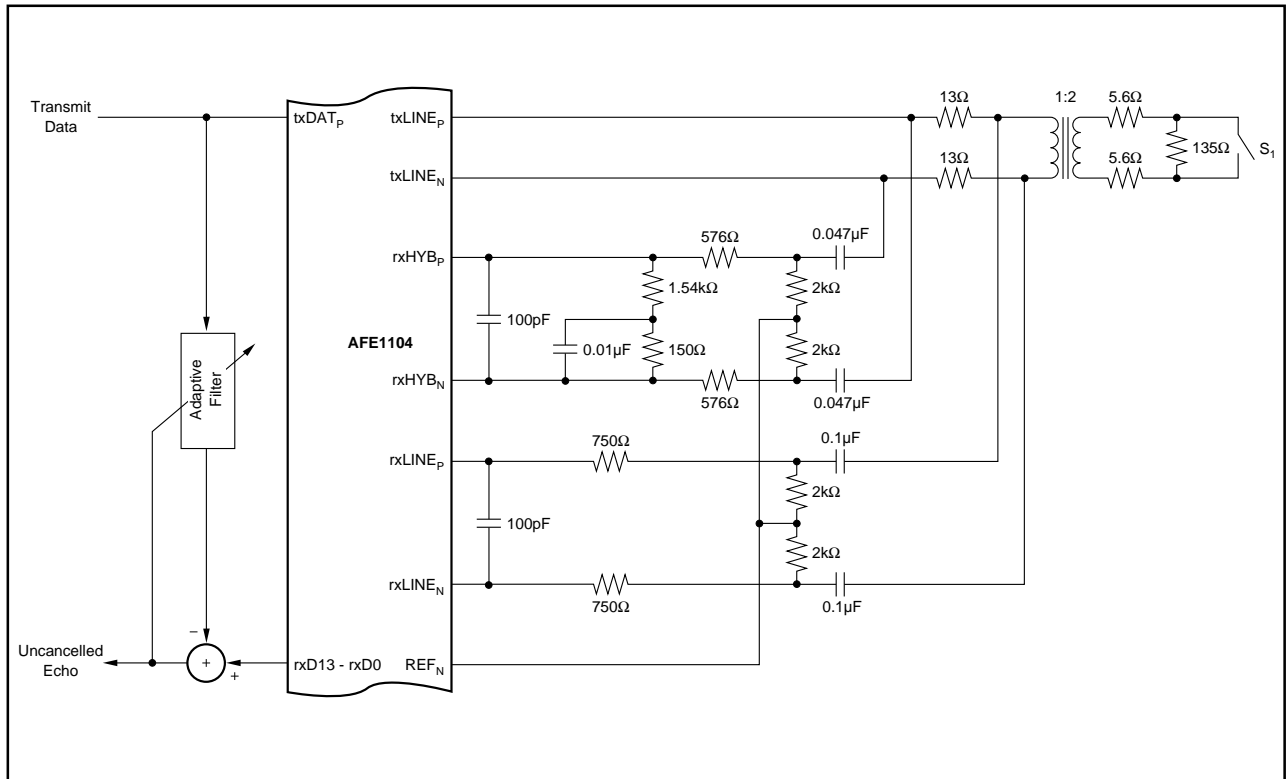 Transmit
Data
txDATP
txLINEP
txLINEN
13Ω
13Ω
1:2
5.6Ω
5.6Ω
135Ω
S1
rxHYBP
rxHYBN
576Ω
576Ω
0.047µF
0.047µF
1.54kΩ
150Ω
2kΩ
2kΩ
100pF
0.01µF
AFE1104
Adaptive
Filter
rxLINEP
rxLINEN
750Ω
750Ω
0.1µF
0.1µF
2kΩ
2kΩ
100pF
Uncancelled
Echo
–
+
+
rxD13 - rxD0
REFN